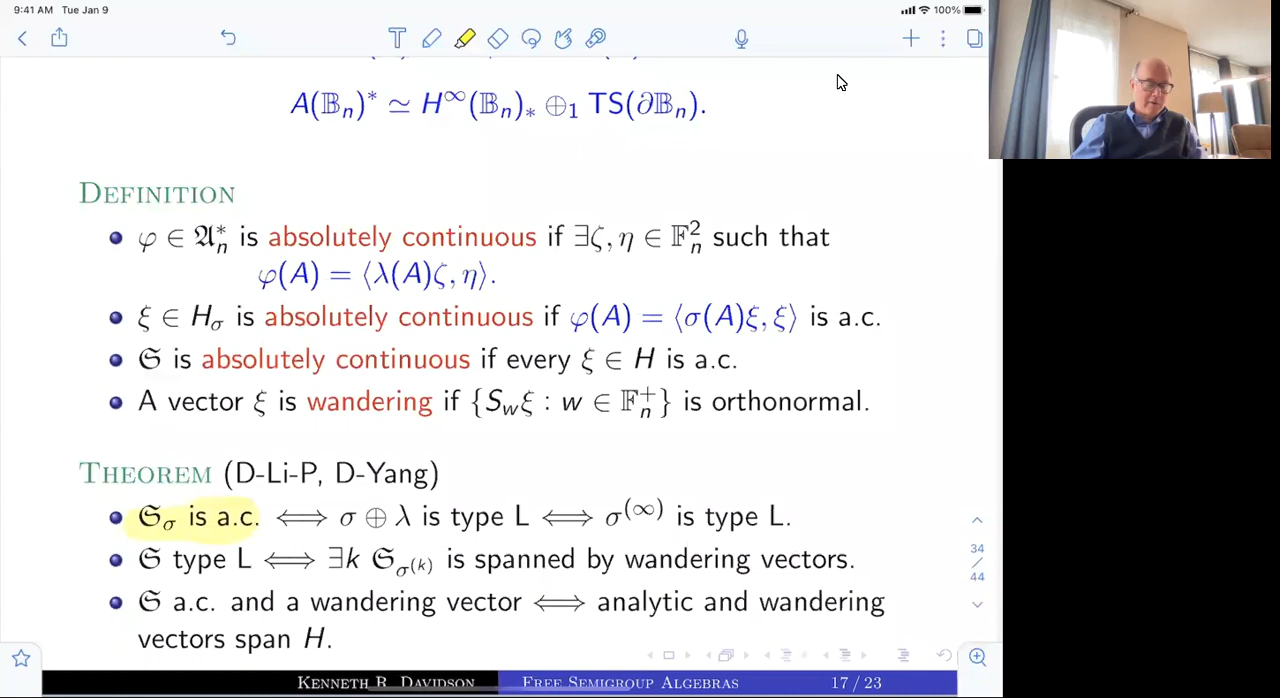 9:41 AM Tue Jan 9
100%
A(𝔹ₙ)* ≃ H^∞(𝔹ₙ)_* ⊕₁ TS(∂𝔹ₙ).
DEFINITION
• φ ∈ 𝔄ₙ* is absolutely continuous if ∃ζ, η ∈ 𝔽ₙ² such that
φ(A) = ⟨λ(A)ζ, η⟩.
• ξ ∈ H_σ is absolutely continuous if φ(A) = ⟨σ(A)ξ, ξ⟩ is a.c.
• 𝔖 is absolutely continuous if every ξ ∈ H is a.c.
• A vector ξ is wandering if {S_wξ : w ∈ 𝔽ₙ⁺} is orthonormal.
THEOREM (D-Li-P, D-Yang)
• 𝔖_σ is a.c. ⟺ σ ⊕ λ is type L ⟺ σ^(∞) is type L.
• 𝔖 type L ⟺ ∃k 𝔖_σ^(k) is spanned by wandering vectors.
• 𝔖 a.c. and a wandering vector ⟺ analytic and wandering
vectors span H.
34
/
44
KENNETH R. DAVIDSON FREE SEMIGROUP ALGEBRAS 17 / 23